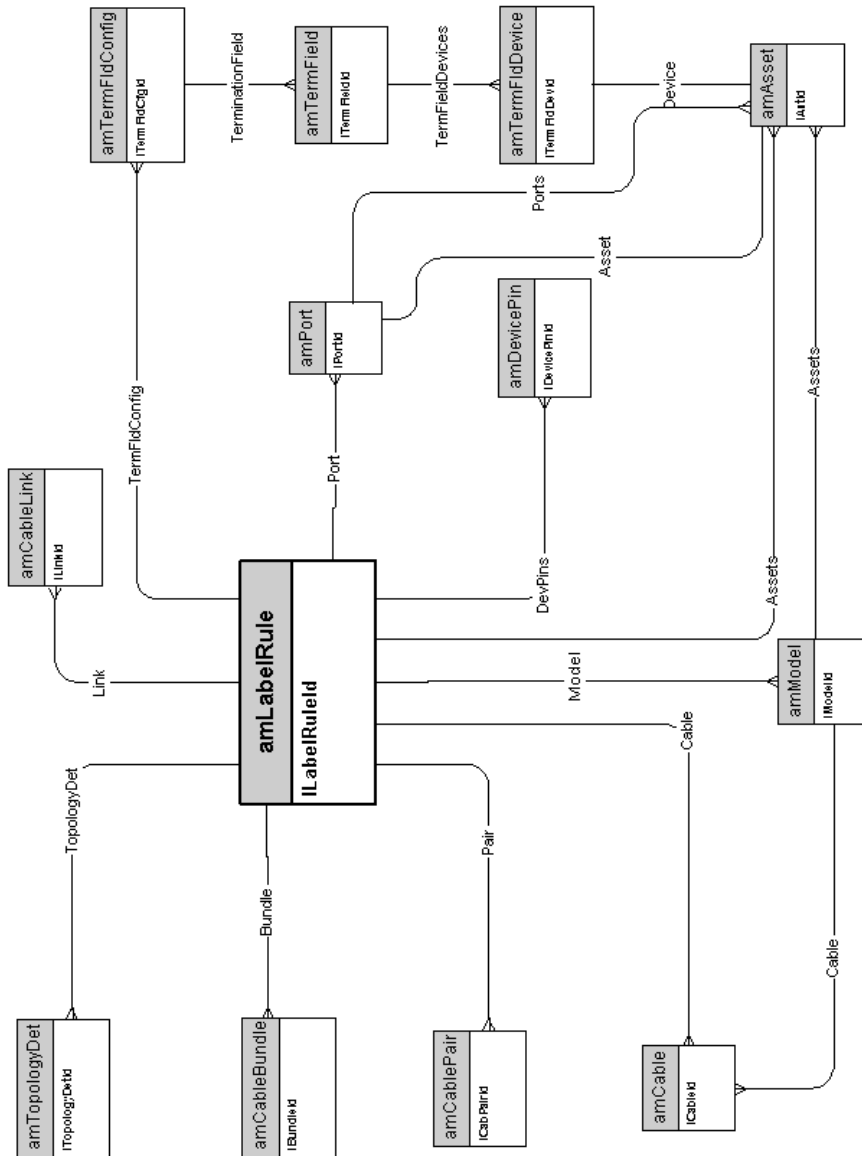 amTopologyDet
lTopologyDetId
amCableBundle
lBundleId
amCablePair
lCabPairId
amCable
lCableId
TopologyDet
Bundle
Pair
Cable
Cable
amLabelRule
lLabelRuleId
amModel
lModelId
Link
Model
amCableLink
lLinkId
TermFldConfig
Port
DevPins
Assets
Assets
amPort
lPortId
amDevicePin
lDevicePinId
Ports
Asset
amTermFldConfig
lTermFldCfgId
TerminationField
amTermField
lTermFieldId
TermFieldDevices
amTermFldDevice
lTermFldDevId
Device
amAsset
lAstId